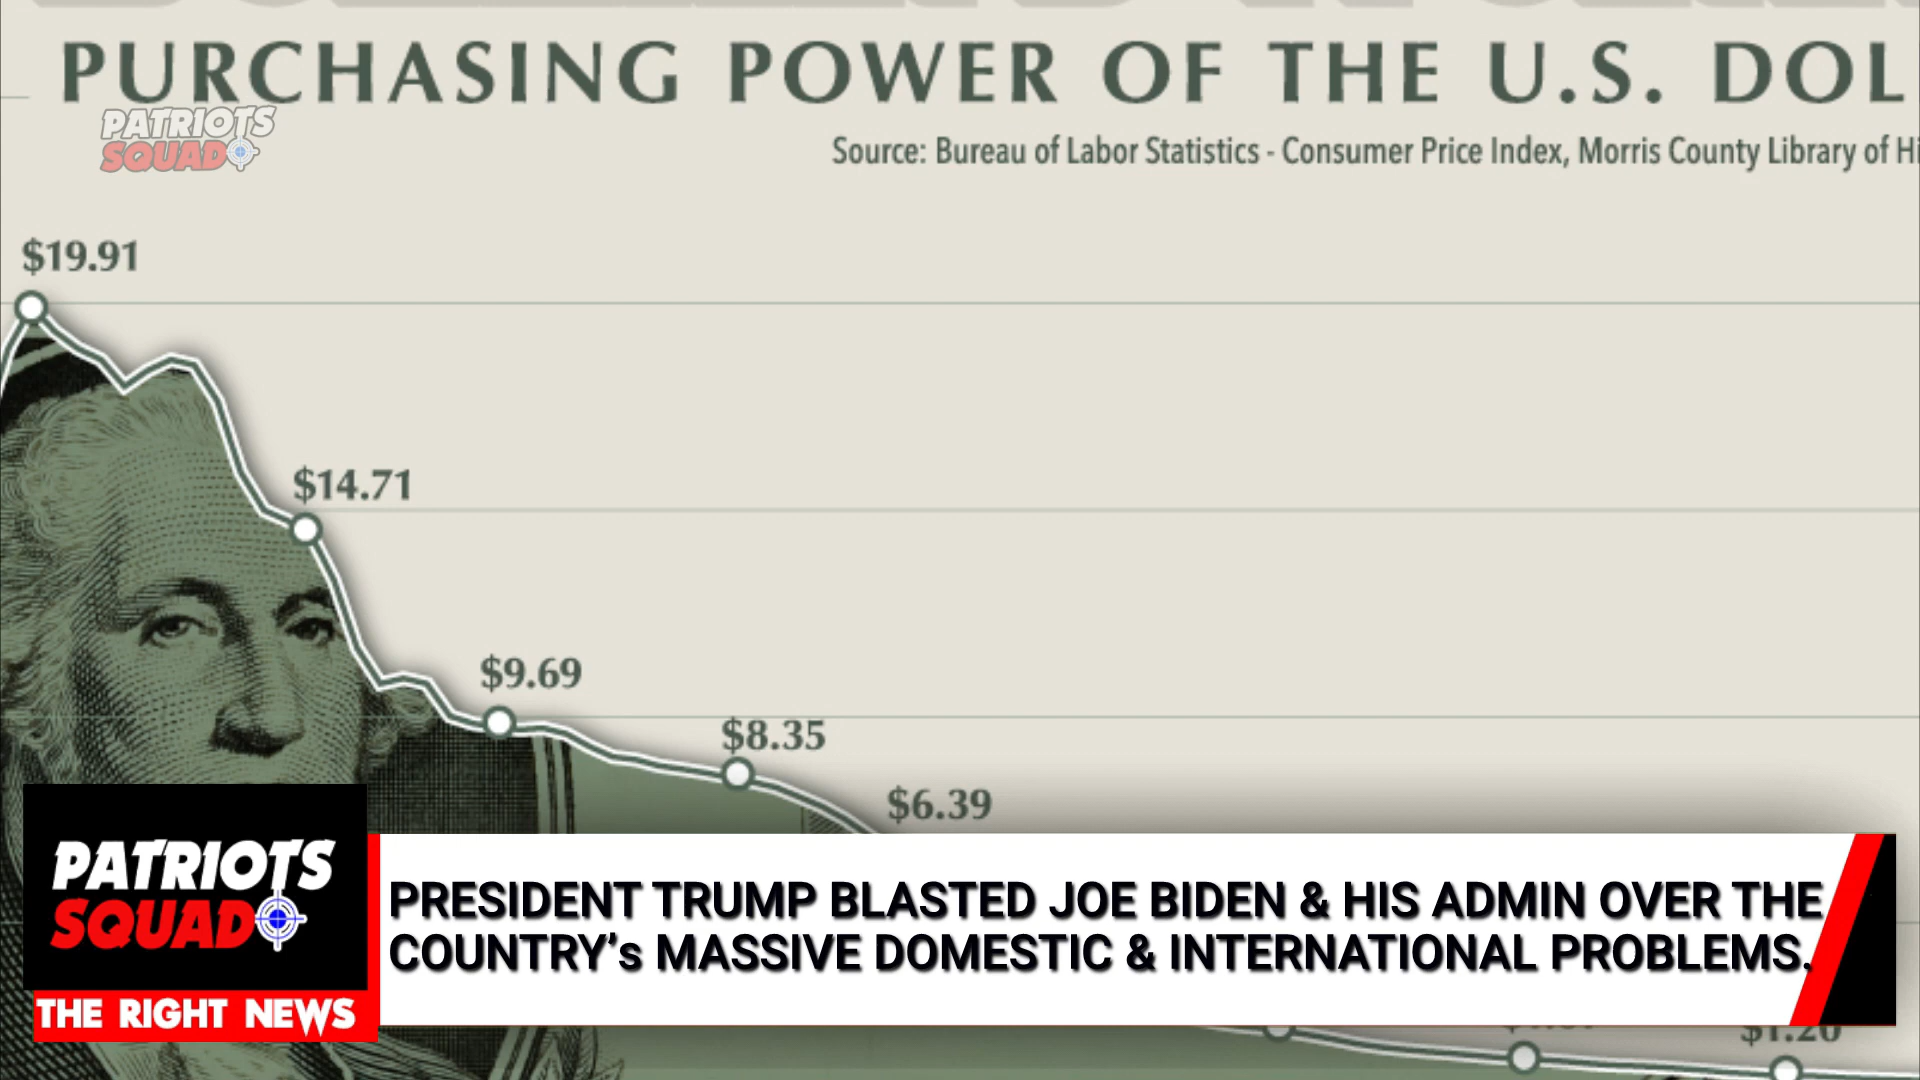 PURCHASING POWER OF THE U.S. DOL
PATRIOTS
SQUAD
Source: Bureau of Labor Statistics - Consumer Price Index, Morris County Library of Hi
$19.91
$14.71
$9.69
$8.35
$6.39
PATRIOTS
SQUAD
THE RIGHT NEWS
PRESIDENT TRUMP BLASTED JOE BIDEN & HIS ADMIN OVER THE
COUNTRY’s MASSIVE DOMESTIC & INTERNATIONAL PROBLEMS.
$1.20